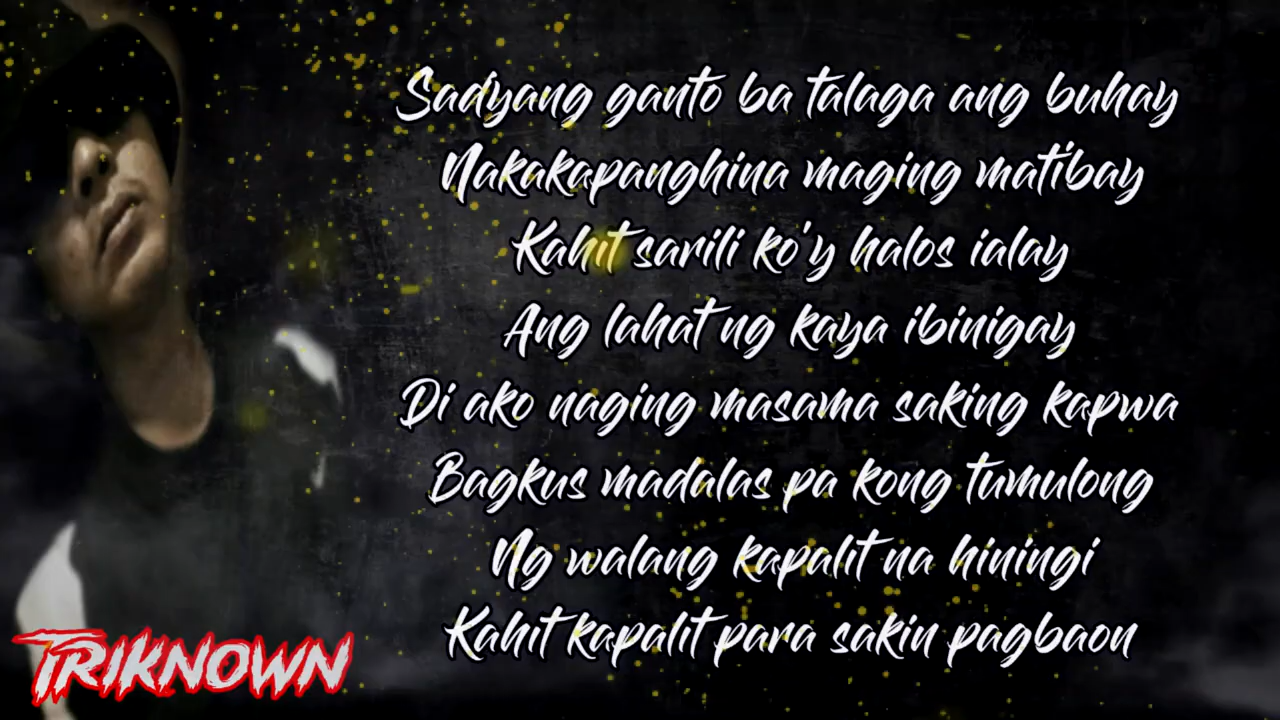 Sadyang ganto ba talaga ang buhay
Nakakapanghina maging matibay
Kahit sarili ko'y halos ialay
Ang lahat ng kaya ibinigay
Di ako naging masama saking kapwa
Bagkus madalas pa kong tumulong
Ng walang kapalit na hiningi
Kahit kapalit para sakin pagbaon
TRIKNOWN